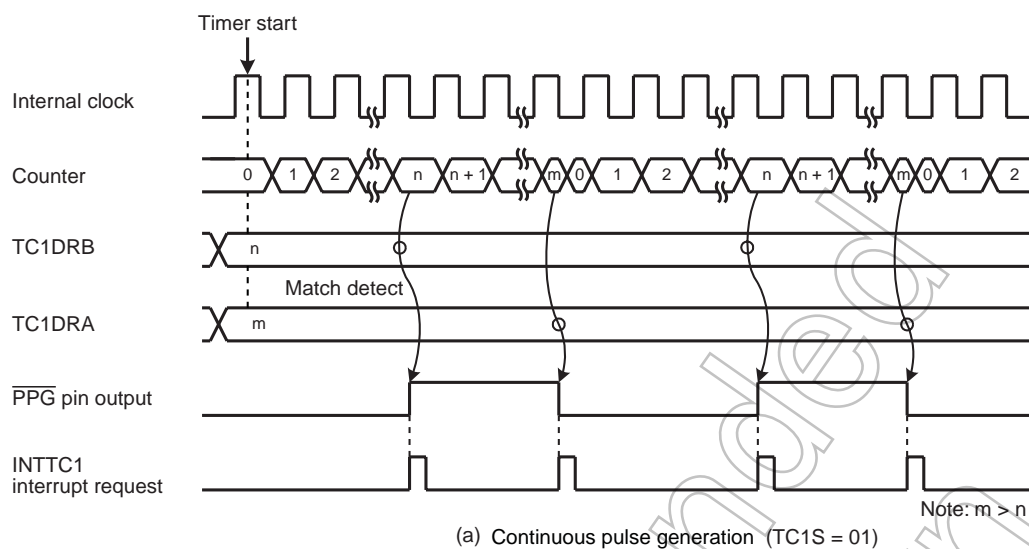 Timer start
Internal clock
Counter
0 1 2 n n + 1 m 0 1 2 n n + 1 m 0 1 2
TC1DRB
n
Match detect
TC1DRA
m
PPG pin output
INTTC1
interrupt request
Note: m > n
(a) Continuous pulse generation (TC1S = 01)